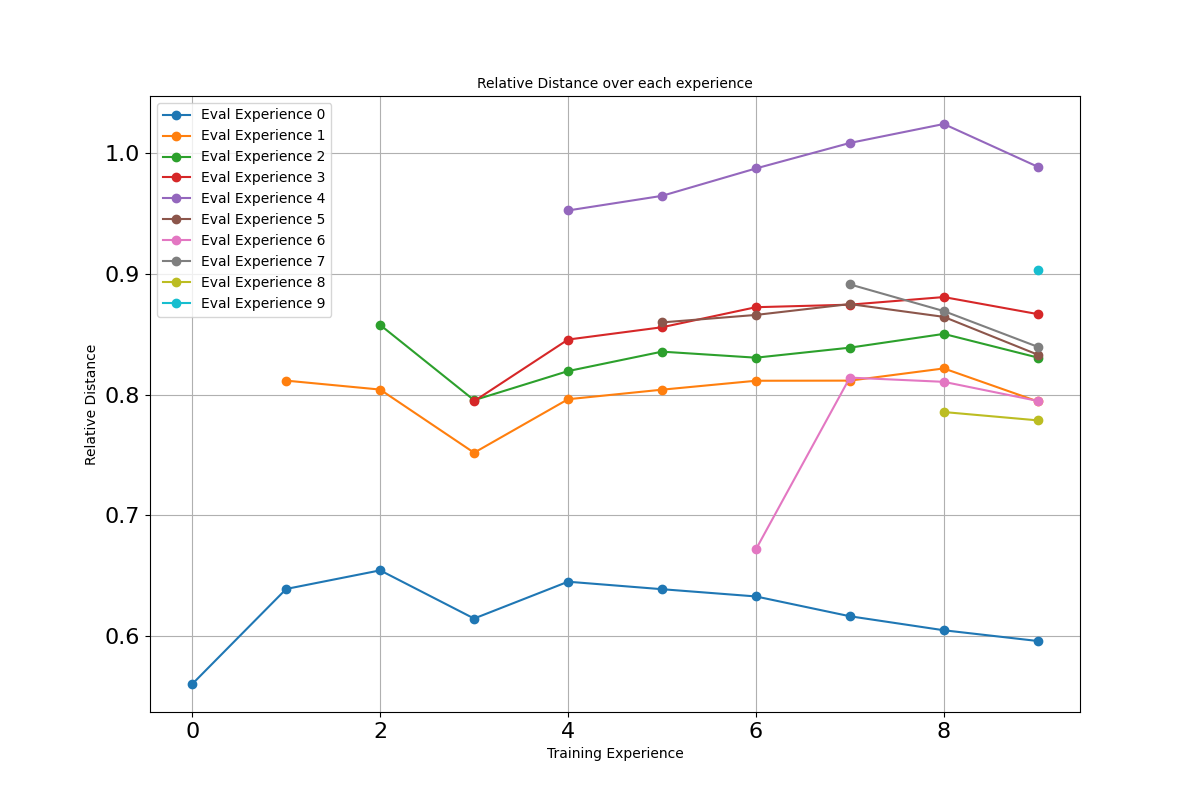 Relative Distance over each experience
Eval Experience 0
Eval Experience 1
Eval Experience 2
Eval Experience 3
Eval Experience 4
Eval Experience 5
Eval Experience 6
Eval Experience 7
Eval Experience 8
Eval Experience 9
1.0
0.9
0.8
0.7
0.6
Relative Distance
0 2 4 6 8
Training Experience